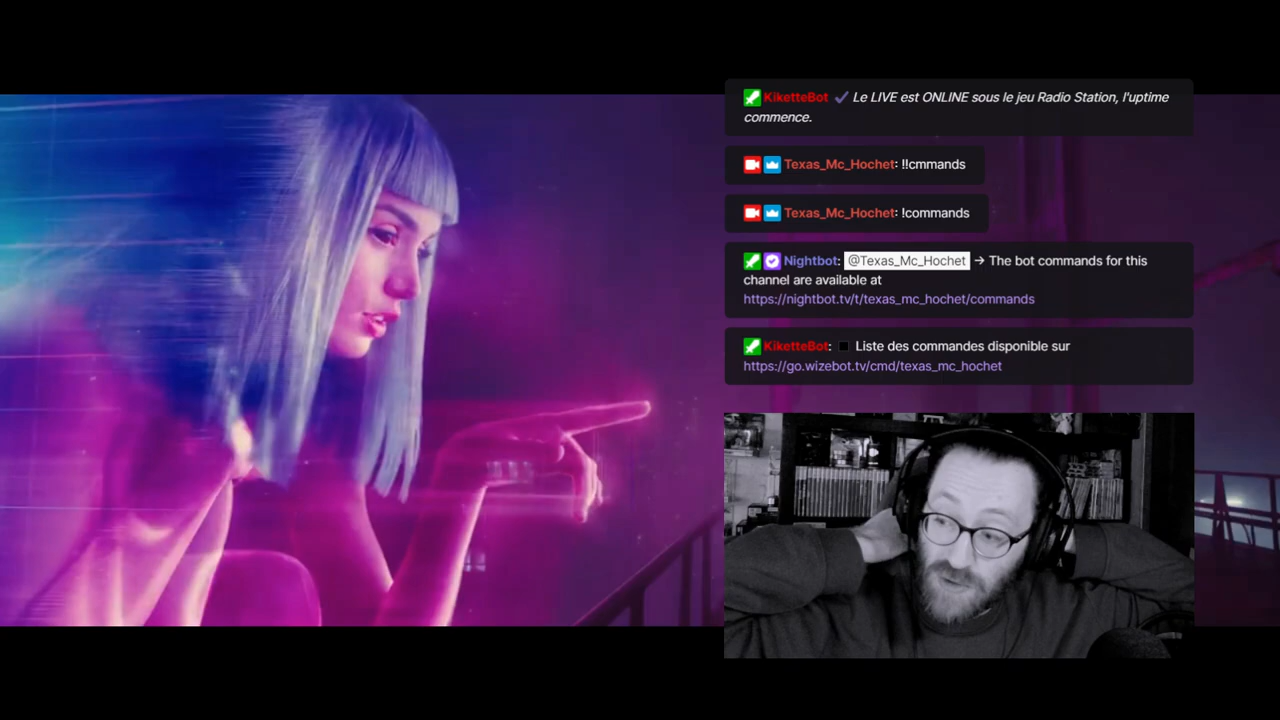 KiketteBot Le LIVE est ONLINE sous le jeu Radio Station, l'uptime
commence.
Texas_Mc_Hochet: !!cmmands
Texas_Mc_Hochet: !commands
Nightbot: @Texas_Mc_Hochet → The bot commands for this
channel are available at
https://nightbot.tv/t/texas_mc_hochet/commands
KiketteBot: Liste des commandes disponible sur
https://go.wizebot.tv/cmd/texas_mc_hochet